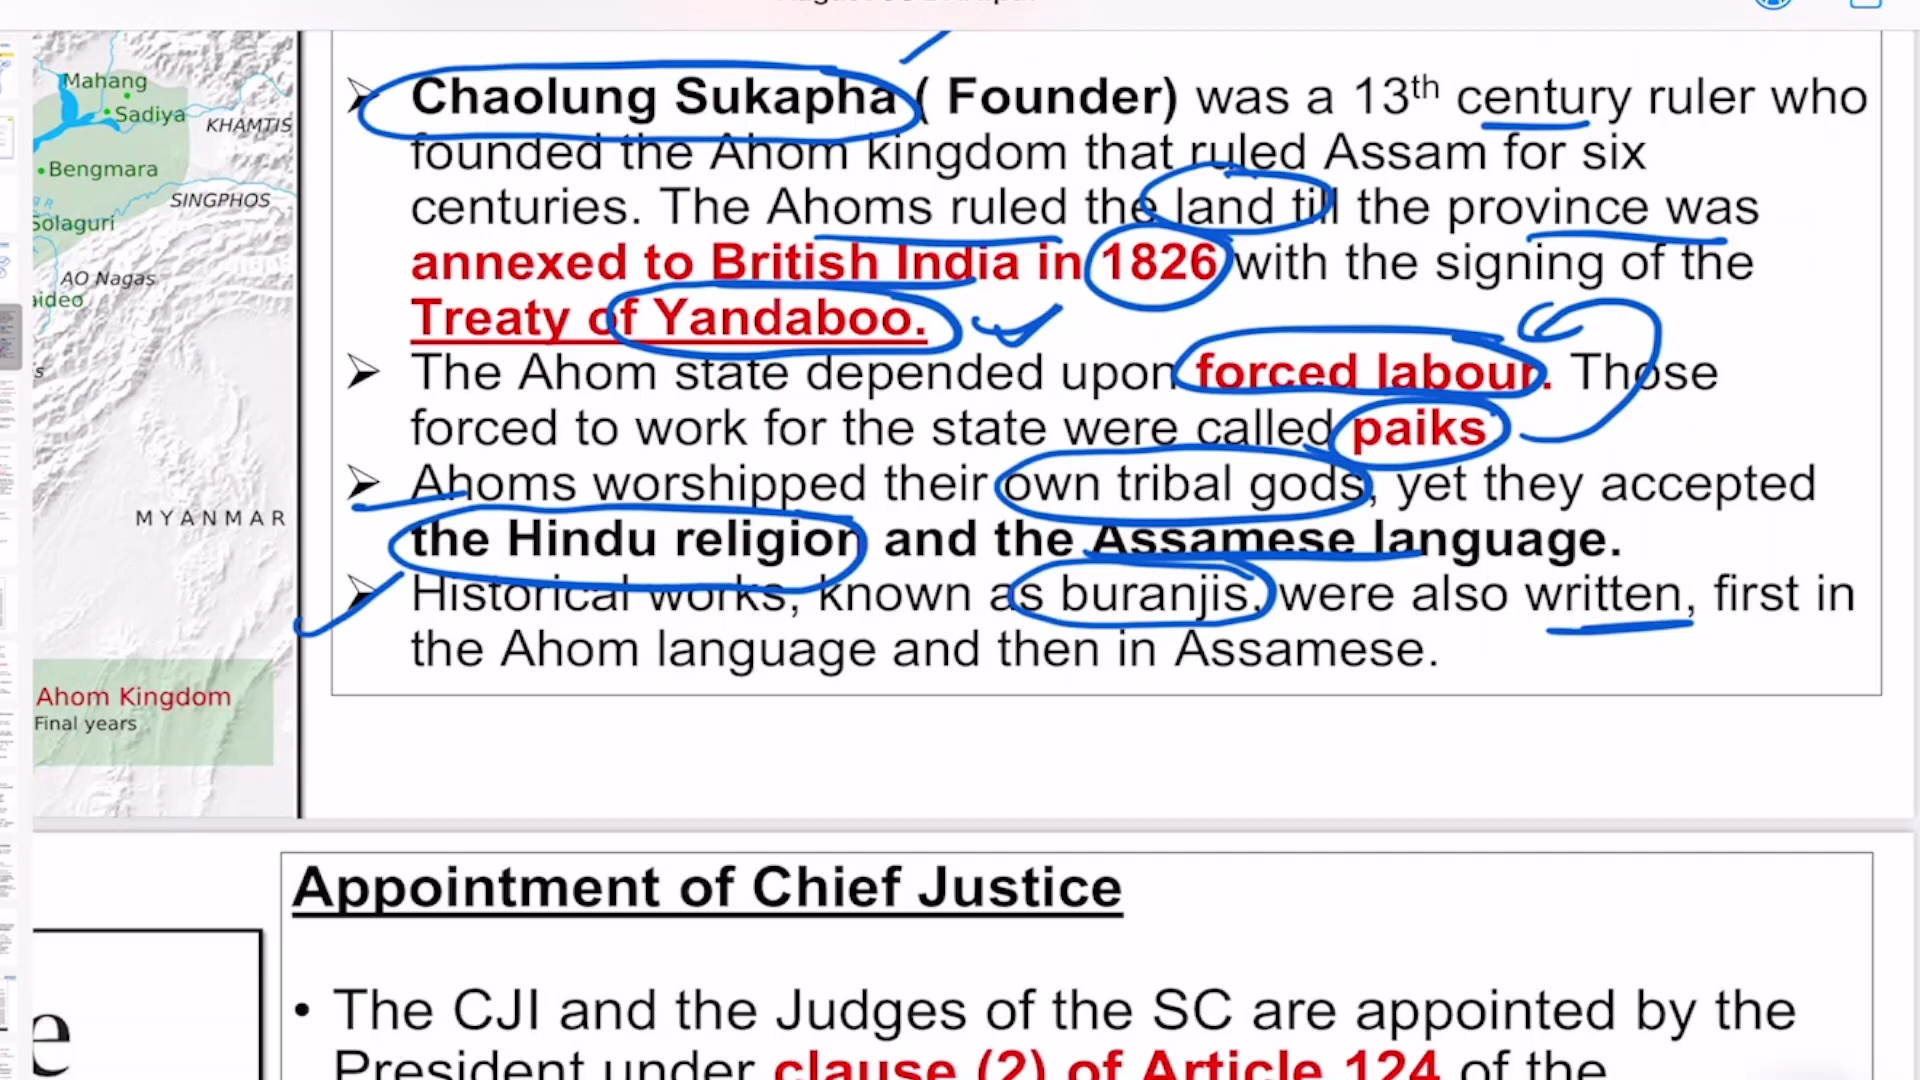 Mahang
Sadiya
KHAMTIS
Bengmara
SINGPHOS
Solaguri
AO Nagas
aideo
MYANMAR
Ahom Kingdom
Final years
➢ Chaolung Sukapha ( Founder) was a 13th century ruler who
founded the Ahom kingdom that ruled Assam for six
centuries. The Ahoms ruled the land till the province was
annexed to British India in 1826 with the signing of the
Treaty of Yandaboo.
➢ The Ahom state depended upon forced labour. Those
forced to work for the state were called paiks
➢ Ahoms worshipped their own tribal gods, yet they accepted
the Hindu religion and the Assamese language.
➢ Historical works, known as buranjis, were also written, first in
the Ahom language and then in Assamese.
Appointment of Chief Justice
• The CJI and the Judges of the SC are appointed by the
President under clause (2) of Article 124 of the
e